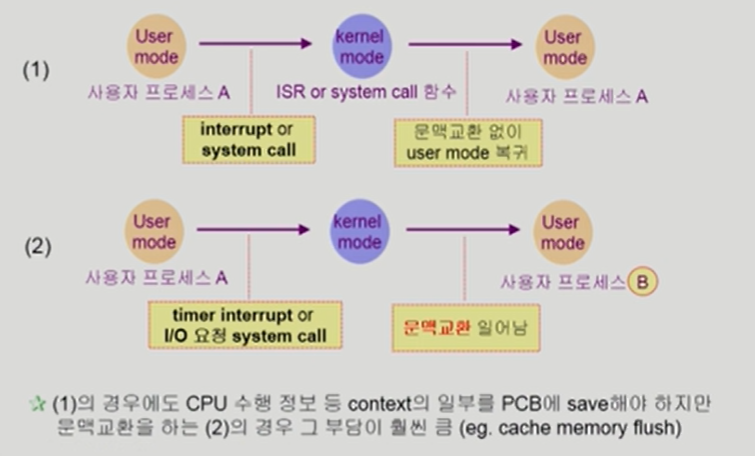 (1)
User mode
kernel mode
User mode
사용자 프로세스 A
ISR or system call 함수
사용자 프로세스 A
interrupt or
system call
문맥교환 없이
user mode 복귀
(2)
User mode
kernel mode
User mode
사용자 프로세스 A
사용자 프로세스 B
timer interrupt or
I/O 요청 system call
문맥교환 일어남
☆ (1)의 경우에도 CPU 수행 정보 등 context의 일부를 PCB에 save해야 하지만
문맥교환을 하는 (2)의 경우 그 부담이 훨씬 큼 (eg. cache memory flush)